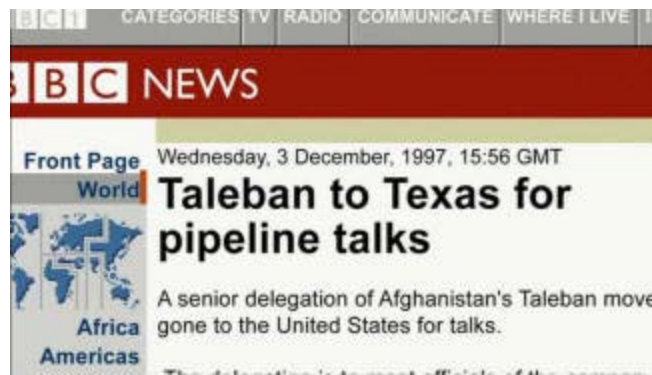 BBC 1 CATEGORIES TV RADIO COMMUNICATE WHERE I LIVE
BBC NEWS
Front Page
World
Africa
Americas
Wednesday, 3 December, 1997, 15:56 GMT
Taleban to Texas for
pipeline talks
A senior delegation of Afghanistan's Taleban move
gone to the United States for talks.